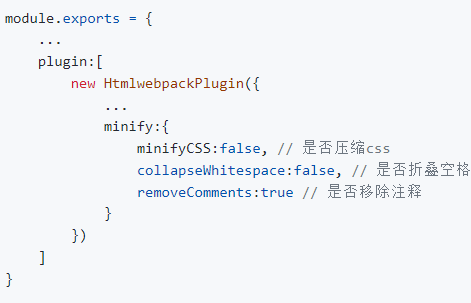 module.exports = {
    ...
    plugin:[
        new HtmlwebpackPlugin({
            ...
            minify:{
                minifyCSS:false, // 是否压缩css
                collapseWhitespace:false, // 是否折叠空格
                removeComments:true // 是否移除注释
            }
        })
    ]
}